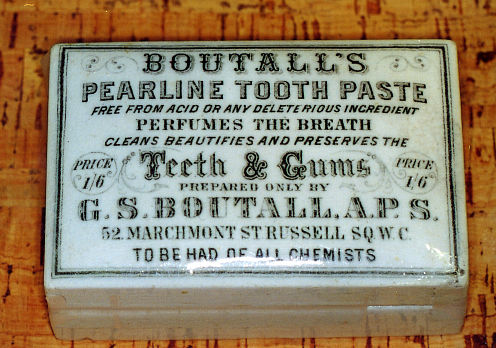 BOUTALL'S
PEARLINE TOOTH PASTE
FREE FROM ACID OR ANY DELETERIOUS INGREDIENT
PERFUMES THE BREATH
CLEANS BEAUTIFIES AND PRESERVES THE
PRICE 1/6 Teeth & Gums PRICE 1/6
PREPARED ONLY BY
G. S. BOUTALL, A.P.S.
52. MARCHMONT ST RUSSELL SQ. W. C.
TO BE HAD OF ALL CHEMISTS